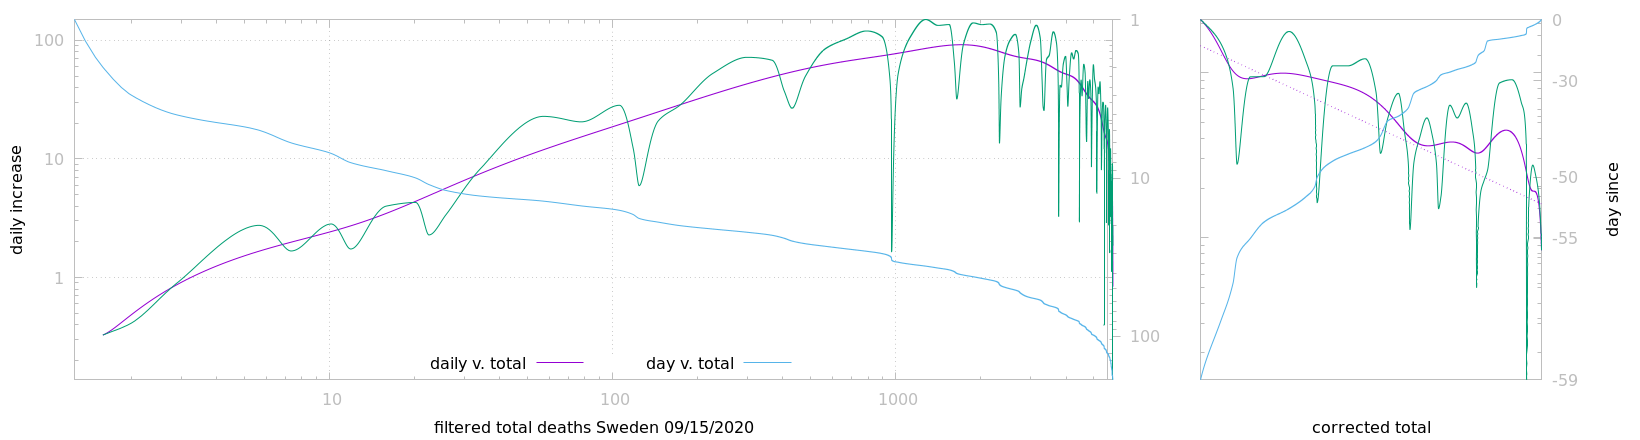 100
10
1
daily increase
1
10
100
daily v. total
day v. total
10
100
1000
filtered total deaths Sweden 09/15/2020
0
-30
-50
-55
-59
day since
corrected total